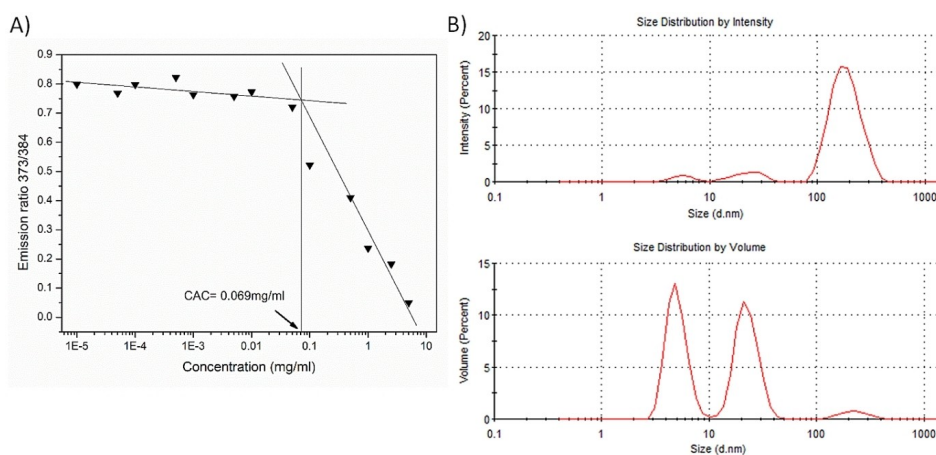 A)
0.9
0.8
0.7
0.6
0.5
0.4
0.3
0.2
0.1
0.0
Emission ratio 373/384
CAC= 0.069mg/ml
1E-5 1E-4 1E-3 0.01 0.1 1 10
Concentration (mg/ml)
B)
Size Distribution by Intensity
20
15
10
5
0
Intensity (Percent)
0.1 1 10 100 1000
Size (d.nm)
Size Distribution by Volume
15
10
5
0
Volume (Percent)
0.1 1 10 100 1000
Size (d.nm)